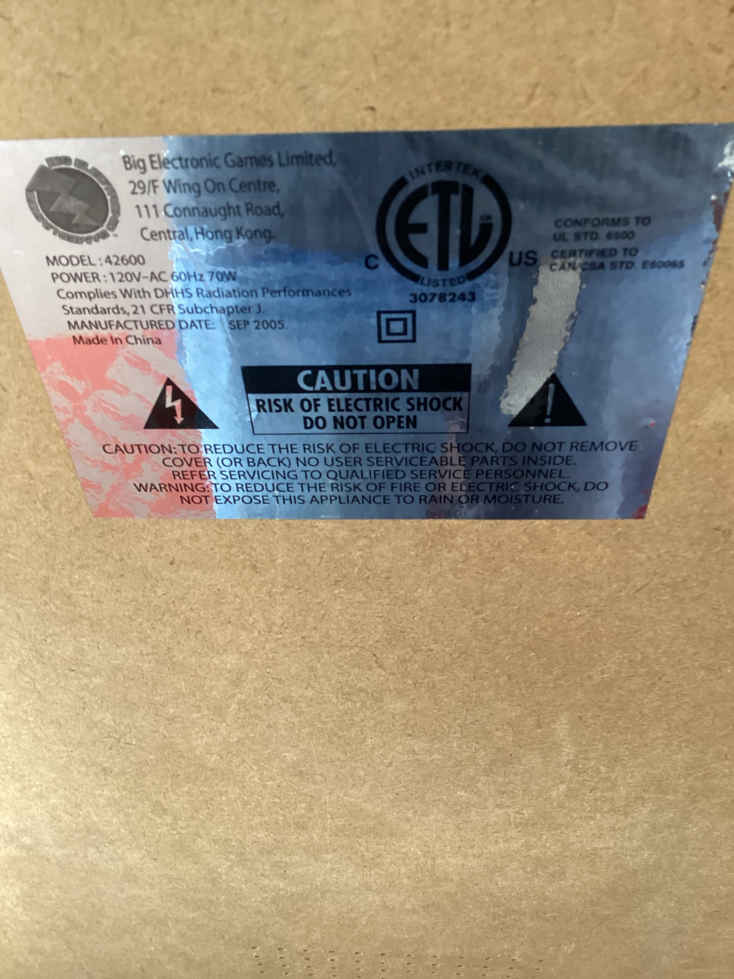 Big Electronic Games Limited,
29/F Wing On Centre,
111 Connaught Road,
Central, Hong Kong.
MODEL : 42600
POWER : 120V~AC 60Hz 70W
Complies With DHHS Radiation Performances
Standards, 21 CFR Subchapter J.
MANUFACTURED DATE: SEP 2005
Made In China
INTERTEK
ETL
CM
C US
LISTED
3078243
CONFORMS TO
UL STD. 6500
CERTIFIED TO
CAN/CSA STD. E60065
CAUTION
RISK OF ELECTRIC SHOCK
DO NOT OPEN
CAUTION: TO REDUCE THE RISK OF ELECTRIC SHOCK, DO NOT REMOVE
COVER (OR BACK) NO USER SERVICEABLE PARTS INSIDE.
REFER SERVICING TO QUALIFIED SERVICE PERSONNEL.
WARNING: TO REDUCE THE RISK OF FIRE OR ELECTRIC SHOCK, DO
NOT EXPOSE THIS APPLIANCE TO RAIN OR MOISTURE.